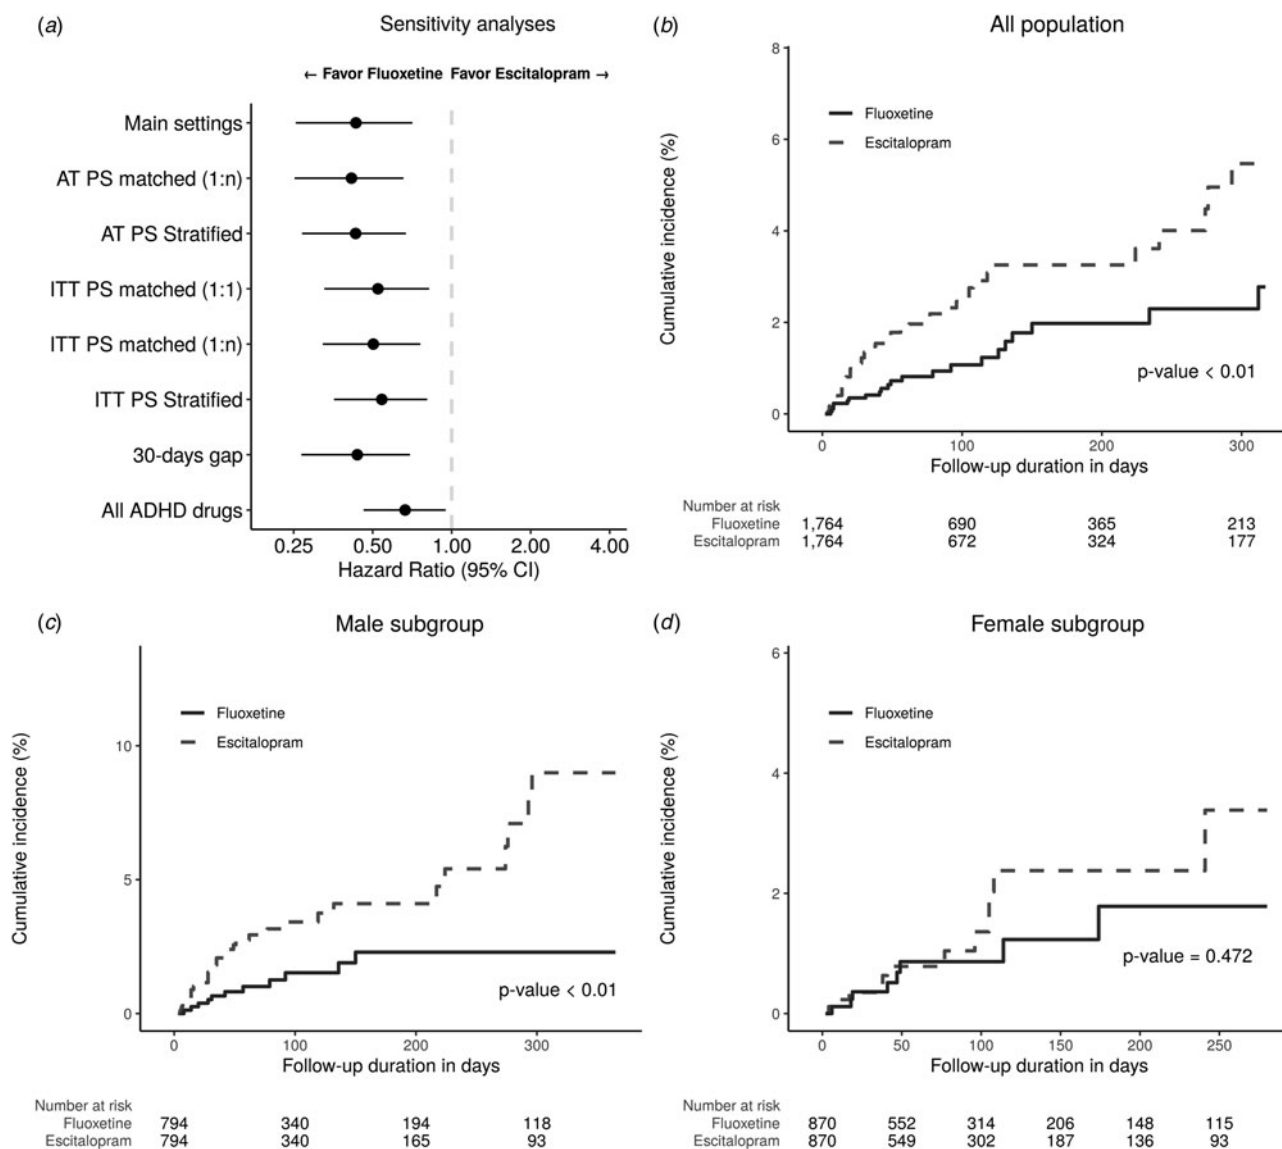 (a)
Sensitivity analyses
← Favor Fluoxetine Favor Escitalopram →
Main settings
AT PS matched (1:n)
AT PS Stratified
ITT PS matched (1:1)
ITT PS matched (1:n)
ITT PS Stratified
30-days gap
All ADHD drugs
0.25 0.50 1.00 2.00 4.00
Hazard Ratio (95% CI)
(b)
All population
Cumulative incidence (%)
8
6
4
2
0
Fluoxetine
Escitalopram
p-value < 0.01
0 100 200 300
Follow-up duration in days
Number at risk
Fluoxetine 1,764 690 365 213
Escitalopram 1,764 672 324 177
(c)
Male subgroup
Cumulative incidence (%)
10
5
0
Fluoxetine
Escitalopram
p-value < 0.01
0 100 200 300
Follow-up duration in days
Number at risk
Fluoxetine 794 340 194 118
Escitalopram 794 340 165 93
(d)
Female subgroup
Cumulative incidence (%)
6
4
2
0
Fluoxetine
Escitalopram
p-value = 0.472
0 50 100 150 200 250
Follow-up duration in days
Number at risk
Fluoxetine 870 552 314 206 148 115
Escitalopram 870 549 302 187 136 93